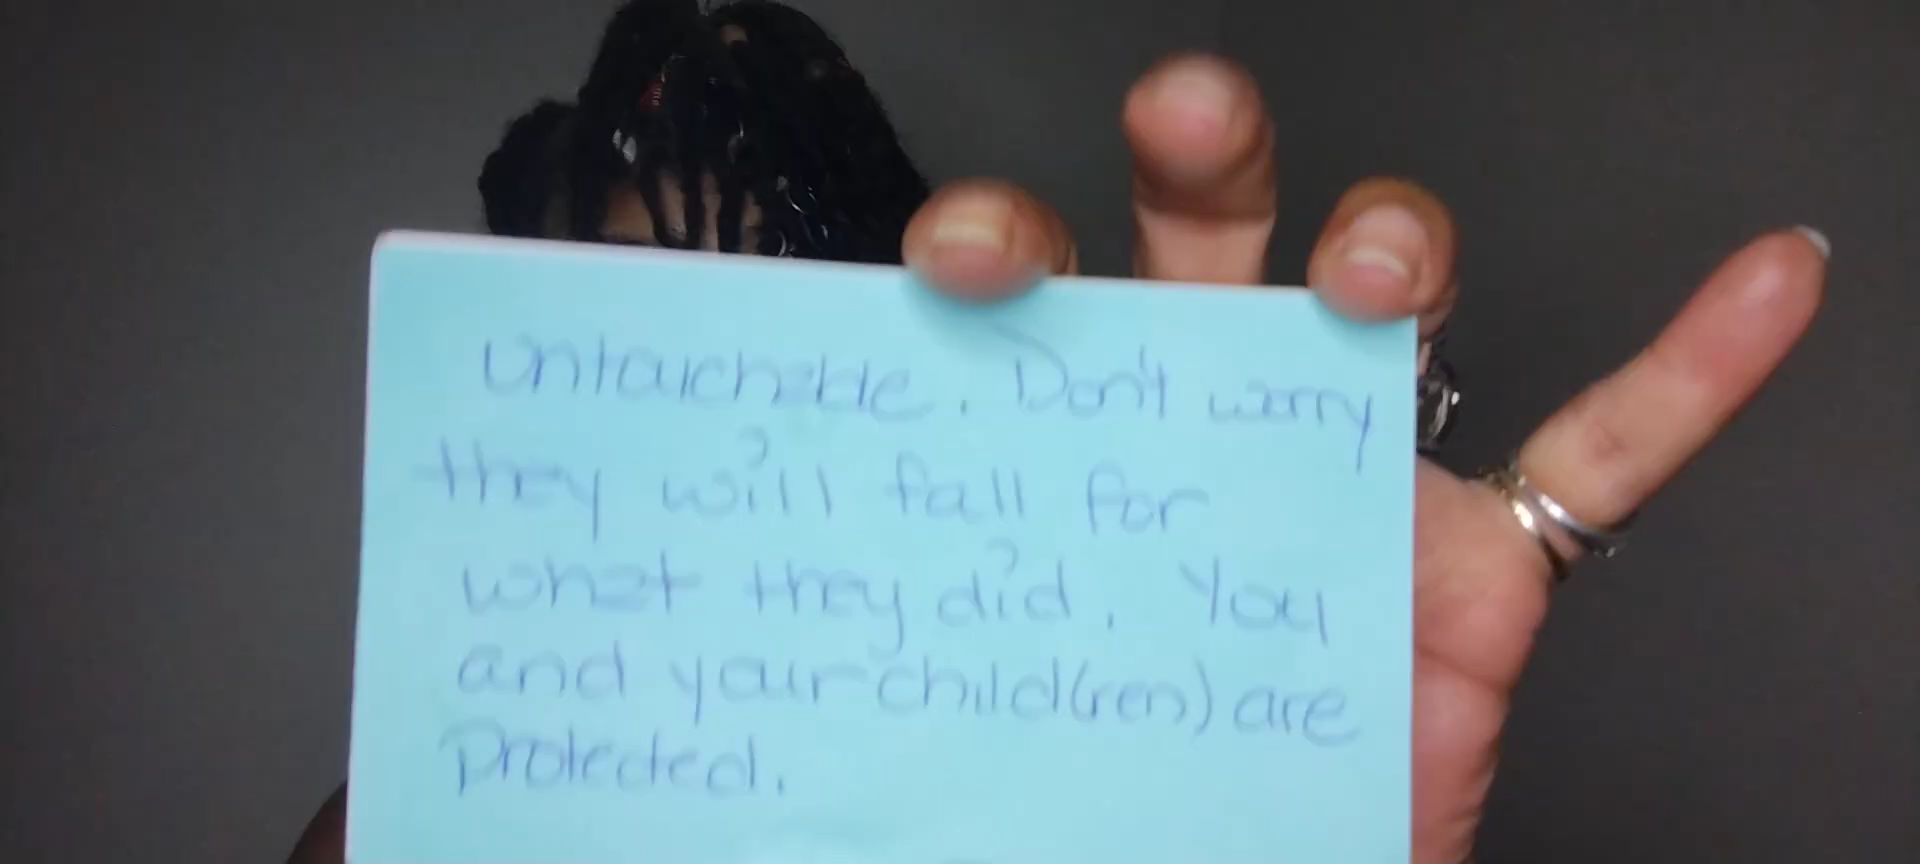 Untouchable. Don't worry
they will fall for
what they did. You
and your child(ren) are
Protected.